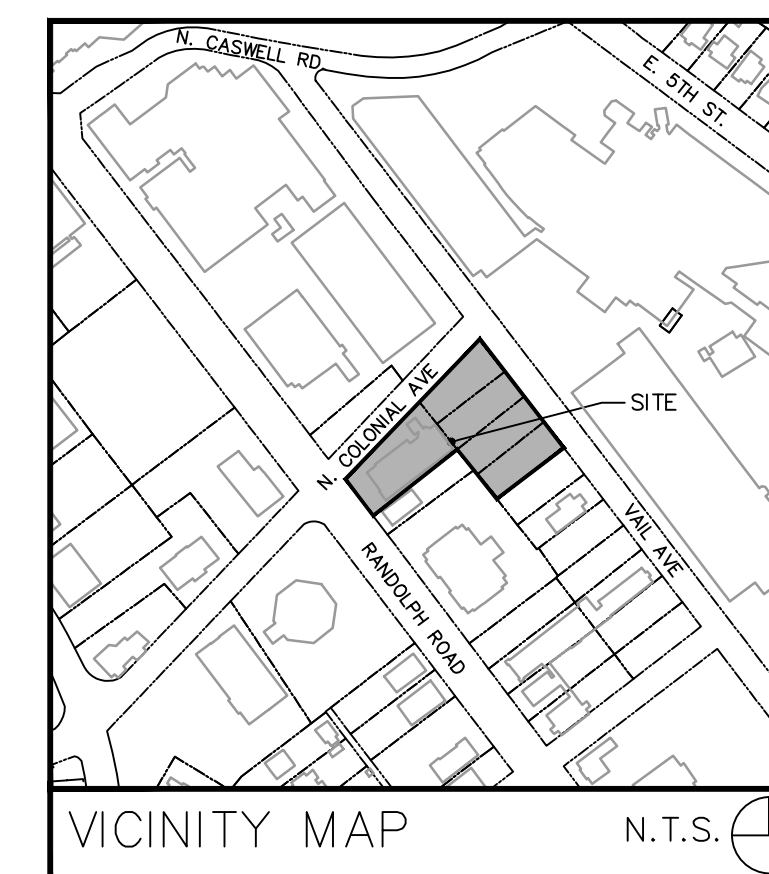 N. CASWELL RD
E. 5TH ST.
N. COLONIAL AVE
SITE
VAIL AVE
RANDOLPH ROAD
VICINITY MAP
N.T.S.